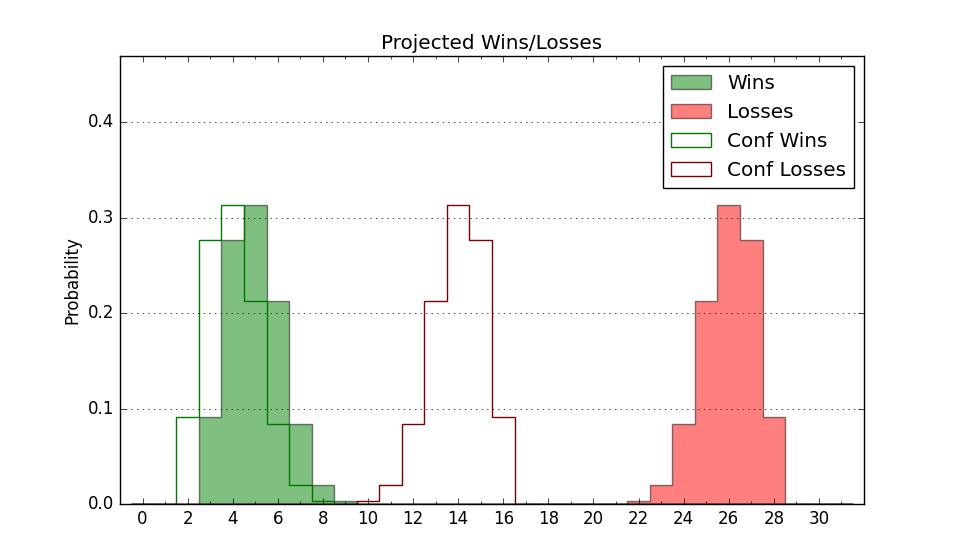 Projected Wins/Losses
Wins
Losses
Conf Wins
Conf Losses
Probability
0.4
0.3
0.2
0.1
0.0
0 2 4 6 8 10 12 14 16 18 20 22 24 26 28 30